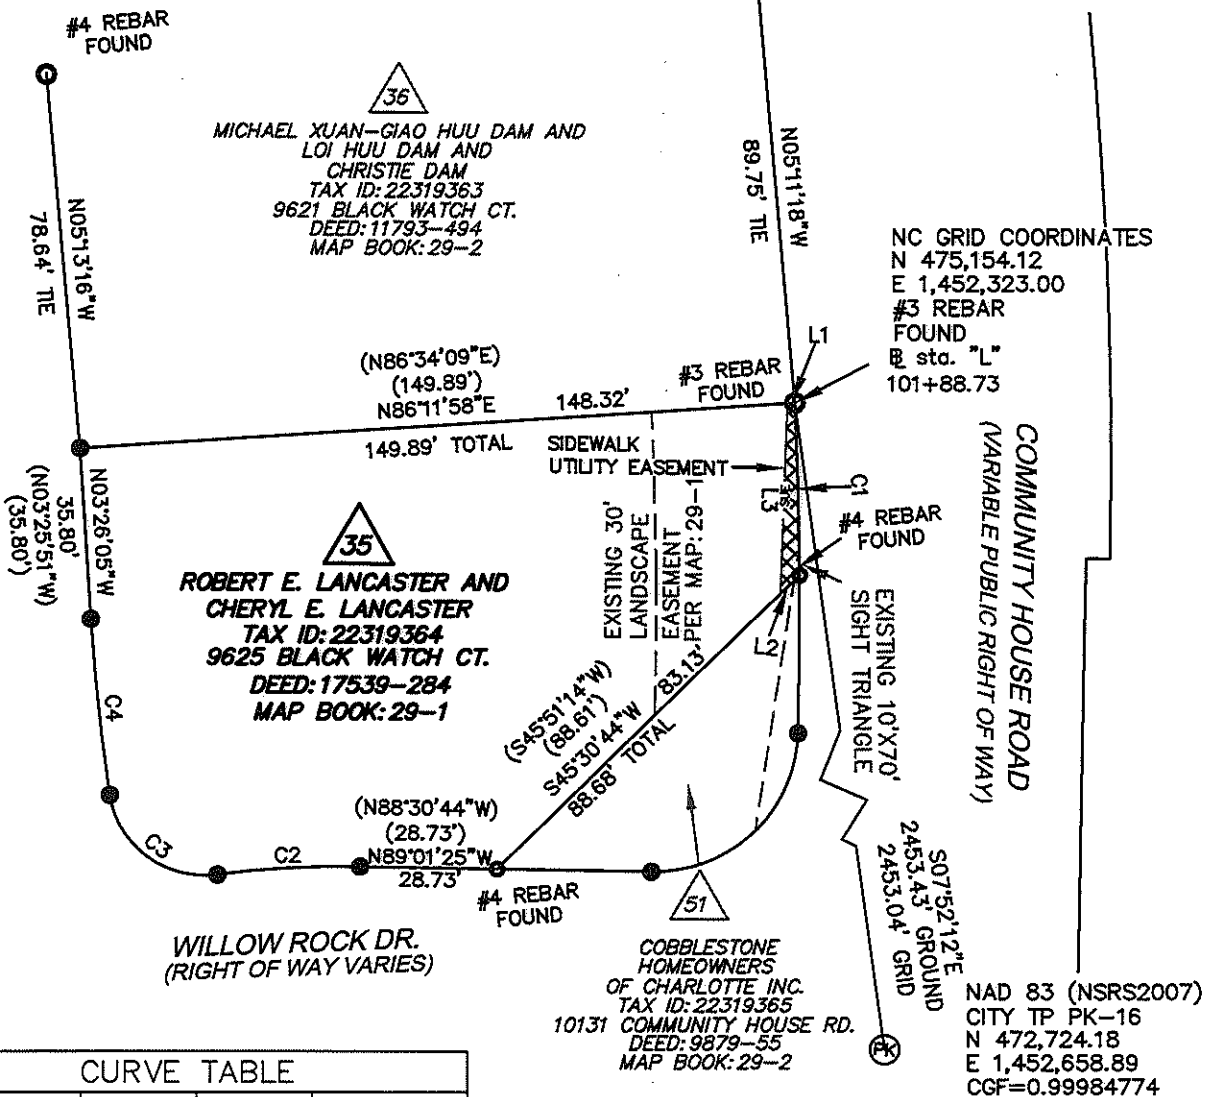 #4 REBAR
FOUND
36
MICHAEL XUAN-GIAO HUU DAM AND
LOI HUU DAM AND
CHRISTIE DAM
TAX ID: 22319363
9621 BLACK WATCH CT.
DEED: 11793-494
MAP BOOK: 29-2
N05°13'16"W
78.64' TIE
N05°11'18"W
89.75' TIE
NC GRID COORDINATES
N 475,154.12
E 1,452,323.00
#3 REBAR
FOUND
BL sta. "L"
101+88.73
L1
(N86°34'09"E)
(149.89')
N86°11'58"E
148.32'
149.89' TOTAL
#3 REBAR
FOUND
SIDEWALK
UTILITY EASEMENT
C1
L3
SUE
#4 REBAR
FOUND
COMMUNITY HOUSE ROAD
(VARIABLE PUBLIC RIGHT OF WAY)
N03°26'05"W
35.80'
(N03°25'51"W)
(35.80')
35
ROBERT E. LANCASTER AND
CHERYL E. LANCASTER
TAX ID: 22319364
9625 BLACK WATCH CT.
DEED: 17539-284
MAP BOOK: 29-1
EXISTING 30'
LANDSCAPE
EASEMENT
PER MAP: 29-1
L2
EXISTING 10'X70'
SIGHT TRIANGLE
(S45°51'14"W)
(88.61')
S45°30'44"W
83.13'
88.68' TOTAL
C4
C3
C2
(N88°30'44"W)
(28.73')
N89°01'25"W
28.73'
#4 REBAR
FOUND
51
WILLOW ROCK DR.
(RIGHT OF WAY VARIES)
COBBLESTONE
HOMEOWNERS
OF CHARLOTTE INC.
TAX ID: 22319365
10131 COMMUNITY HOUSE RD.
DEED: 9879-55
MAP BOOK: 29-2
S07°52'12"E
2453.43' GROUND
2453.04' GRID
PK
NAD 83 (NSRS2007)
CITY TP PK-16
N 472,724.18
E 1,452,658.89
CGF=0.99984774
CURVE TABLE